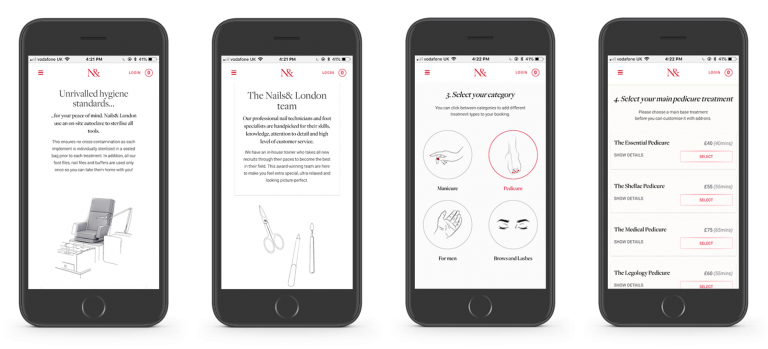 vodafone UK 4:21 PM 41%
N& LOGIN 0
Unrivalled hygiene
standards...
...for your peace of mind. Nails& London
use an on-site autoclave to sterilise all
tools.
This ensures no cross-contamination as each
implement is individually sterilised in a sealed
bag prior to each treatment. In addition, all our
foot files, nail files and buffers are used only
once so you can take them home with you!
vodafone UK 4:21 PM 41%
N& LOGIN 0
The Nails& London
team
Our professional nail technicians and foot
specialists are handpicked for their skills,
knowledge, attention to detail and high
level of customer service.
We have an in-house trainer who takes all new
recruits through their paces to become the best
in their field. This award-winning team are here
to make you feel extra special, ultra relaxed and
looking picture perfect.
vodafone UK 4:22 PM 41%
N& LOGIN 0
3. Select your category
You can click between categories to add different
treatment types to your booking.
Manicure Pedicure
For men Brows and Lashes
vodafone UK 4:22 PM 41%
N& LOGIN 0
4. Select your main pedicure treatment
Please choose a main base treatment
before you can customise it with add-ons
The Essential Pedicure £40 (40mins)
SHOW DETAILS SELECT
The Shellac Pedicure £55 (55mins)
SHOW DETAILS SELECT
The Medical Pedicure £75 (65mins)
SHOW DETAILS SELECT
The Legology Pedicure £60 (55mins)
SHOW DETAILS SELECT